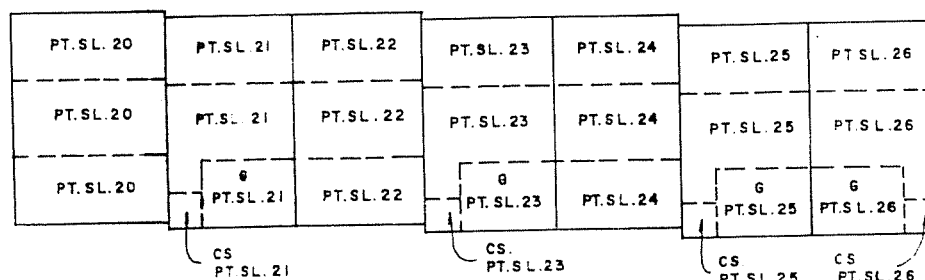 PT.SL.20 PT.SL.21 PT.SL.22 PT.SL.23 PT.SL.24 PT.SL.25 PT.SL.26
PT.SL.20 PT.SL.21 PT.SL.22 PT.SL.23 PT.SL.24 PT.SL.25 PT.SL.26
G G G G
PT.SL.20 PT.SL.21 PT.SL.22 PT.SL.23 PT.SL.24 PT.SL.25 PT.SL.26
CS CS. CS. CS
PT.SL.21 PT.SL.23 PT.SL.25 PT.SL.26